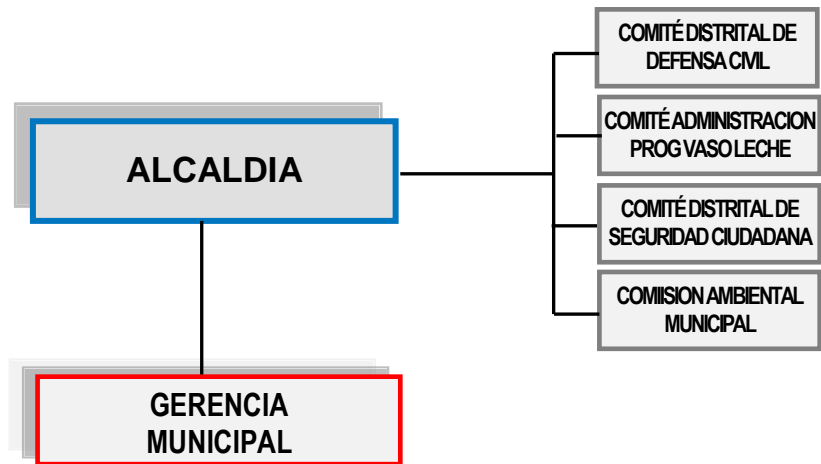 COMITÉ DISTRITAL DE
DEFENSA CIVIL
COMITÉ ADMINISTRACION
PROG VASO LECHE
ALCALDIA
COMITÉ DISTRITAL DE
SEGURIDAD CIUDADANA
COMIISION AMBIENTAL
MUNICIPAL
GERENCIA
MUNICIPAL